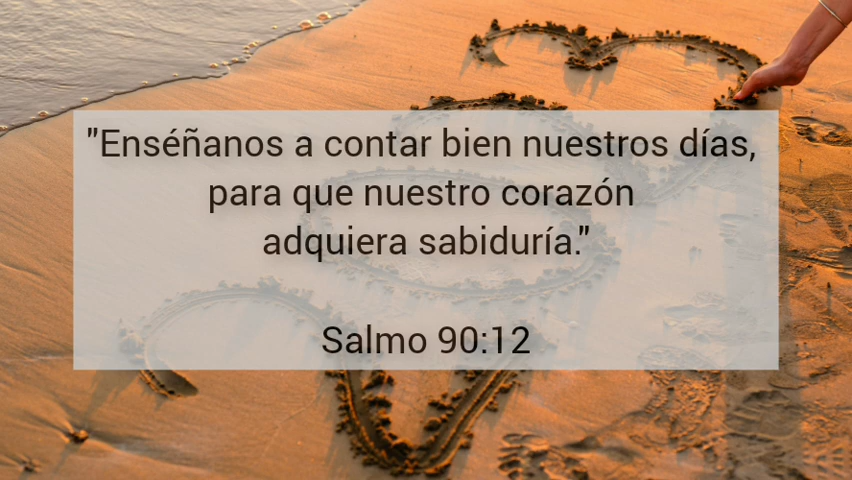 "Enséñanos a contar bien nuestros días,
para que nuestro corazón
adquiera sabiduría."
Salmo 90:12